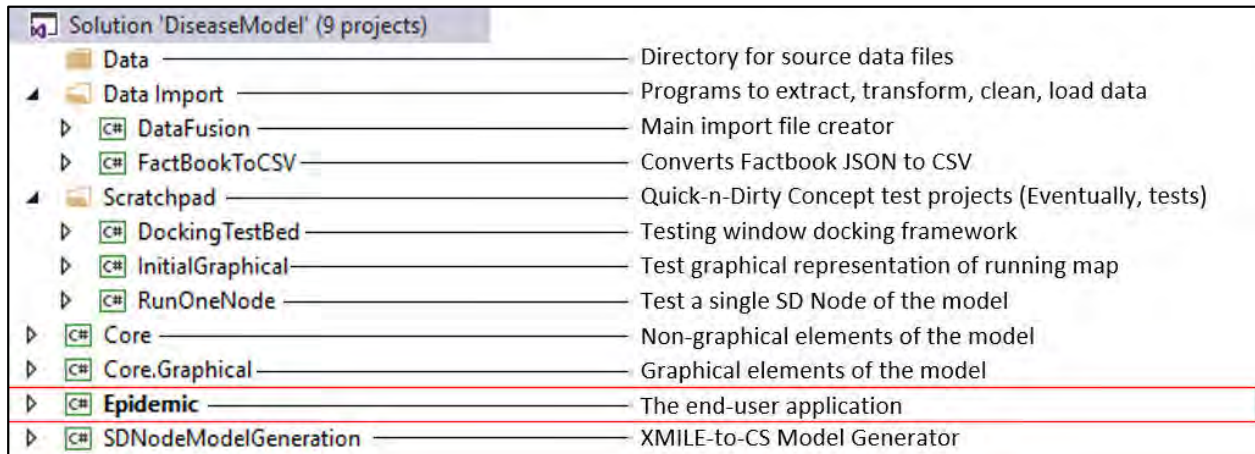 Solution 'DiseaseModel' (9 projects)
Data Directory for source data files
Data Import Programs to extract, transform, clean, load data
C# DataFusion Main import file creator
C# FactBookToCSV Converts Factbook JSON to CSV
Scratchpad Quick-n-Dirty Concept test projects (Eventually, tests)
C# DockingTestBed Testing window docking framework
C# InitialGraphical Test graphical representation of running map
C# RunOneNode Test a single SD Node of the model
C# Core Non-graphical elements of the model
C# Core.Graphical Graphical elements of the model
C# Epidemic The end-user application
C# SDNodeModelGeneration XMILE-to-CS Model Generator